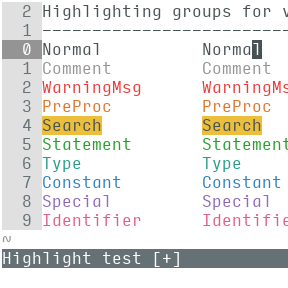 2 Highlighting groups for v
1 -------------------------
0 Normal Normal
1 Comment Comment
2 WarningMsg WarningMs
3 PreProc PreProc
4 Search Search
5 Statement Statement
6 Type Type
7 Constant Constant
8 Special Special
9 Identifier Identifie
~
Highlight test [+]